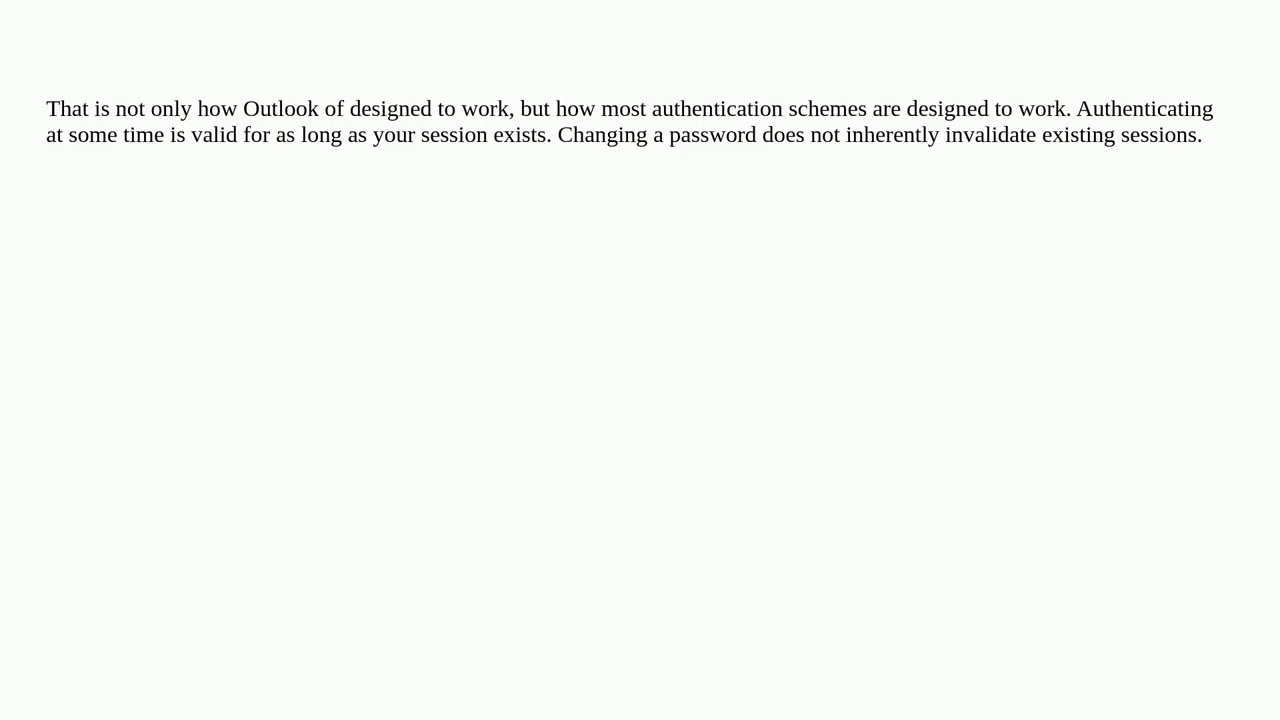 That is not only how Outlook of designed to work, but how most authentication schemes are designed to work. Authenticating
at some time is valid for as long as your session exists. Changing a password does not inherently invalidate existing sessions.